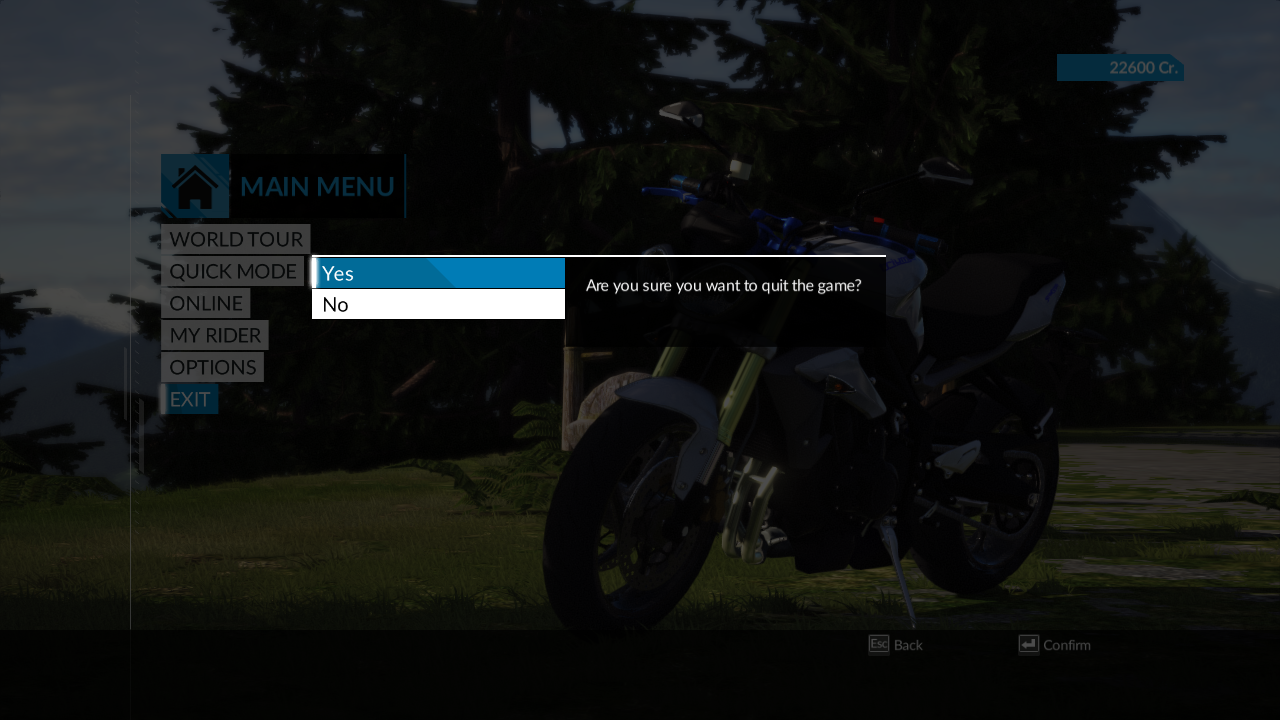 22600 Cr.
MAIN MENU
WORLD TOUR
QUICK MODE
ONLINE
MY RIDER
OPTIONS
EXIT
Yes
No
Are you sure you want to quit the game?
Esc Back
Confirm